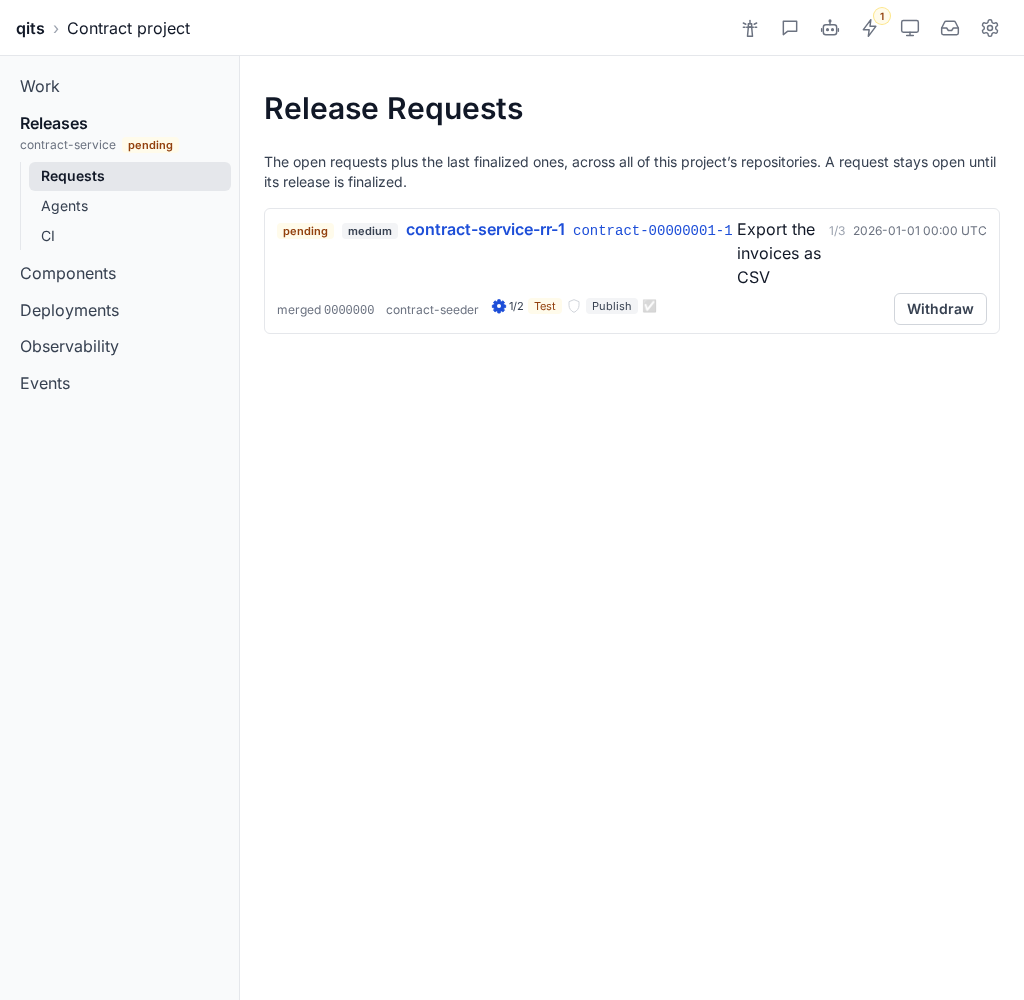 qits › Contract project
1
Work
Releases
contract-service pending
Requests
Agents
CI
Components
Deployments
Observability
Events
Release Requests
The open requests plus the last finalized ones, across all of this project’s repositories. A request stays open until
its release is finalized.
pending medium contract-service-rr-1 contract-00000001-1 Export the 1/3 2026-01-01 00:00 UTC
invoices as
CSV
merged 0000000 contract-seeder 1/2 Test Publish Withdraw